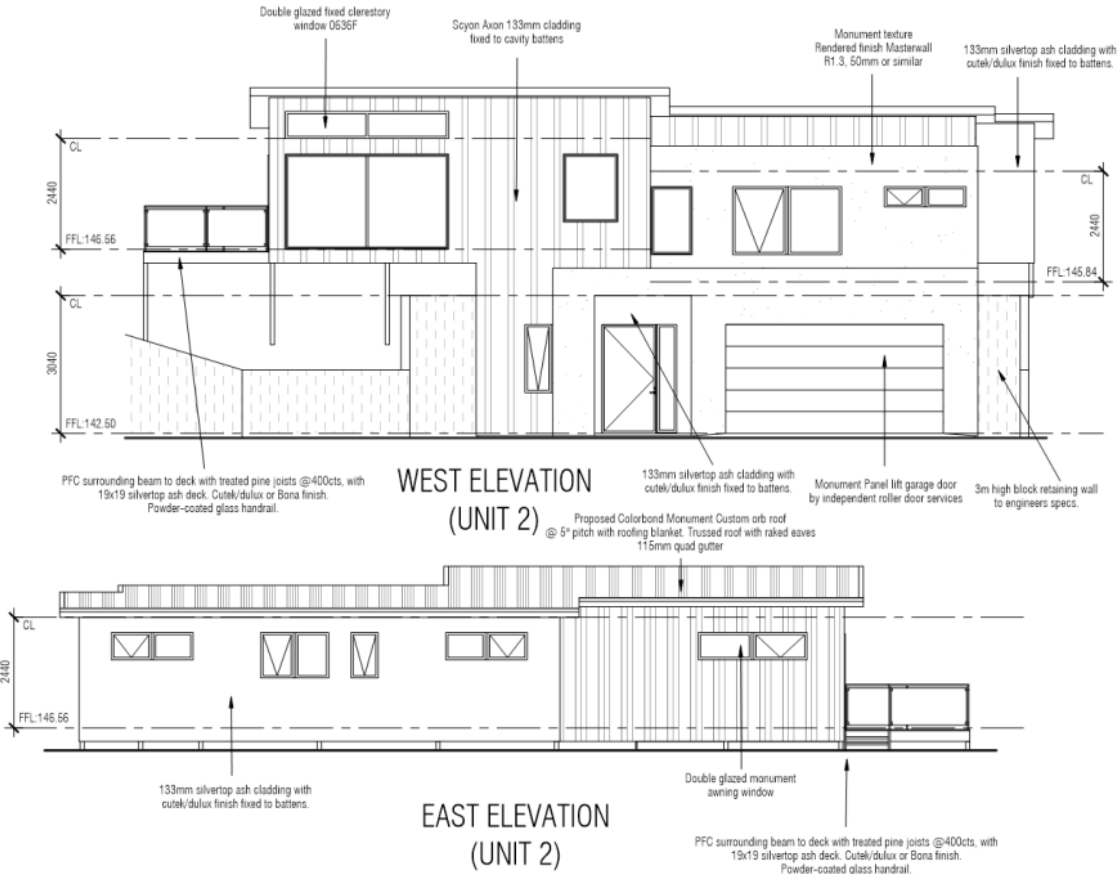 Double glazed fixed clerestory
window 0636F
Scyon Axon 133mm cladding
fixed to cavity battens
Monument texture
Rendered finish Masterwall
R1.3, 50mm or similar
133mm silvertop ash cladding with
cutek/dulux finish fixed to battens.
CL
2440
FFL:146.56
CL
3040
FFL:142.50
CL
2440
FFL:145.84
PFC surrounding beam to deck with treated pine joists @400cts, with
19x19 silvertop ash deck. Cutek/dulux or Bona finish.
Powder-coated glass handrail.
WEST ELEVATION
(UNIT 2)
133mm silvertop ash cladding with
cutek/dulux finish fixed to battens.
Monument Panel lift garage door
by independent roller door services
3m high block retaining wall
to engineers specs.
Proposed Colorbond Monument Custom orb roof
@ 5° pitch with roofing blanket. Trussed roof with raked eaves
115mm quad gutter
CL
2440
FFL:146.56
133mm silvertop ash cladding with
cutek/dulux finish fixed to battens.
Double glazed monument
awning window
EAST ELEVATION
(UNIT 2)
PFC surrounding beam to deck with treated pine joists @400cts, with
19x19 silvertop ash deck. Cutek/dulux or Bona finish.
Powder-coated glass handrail.